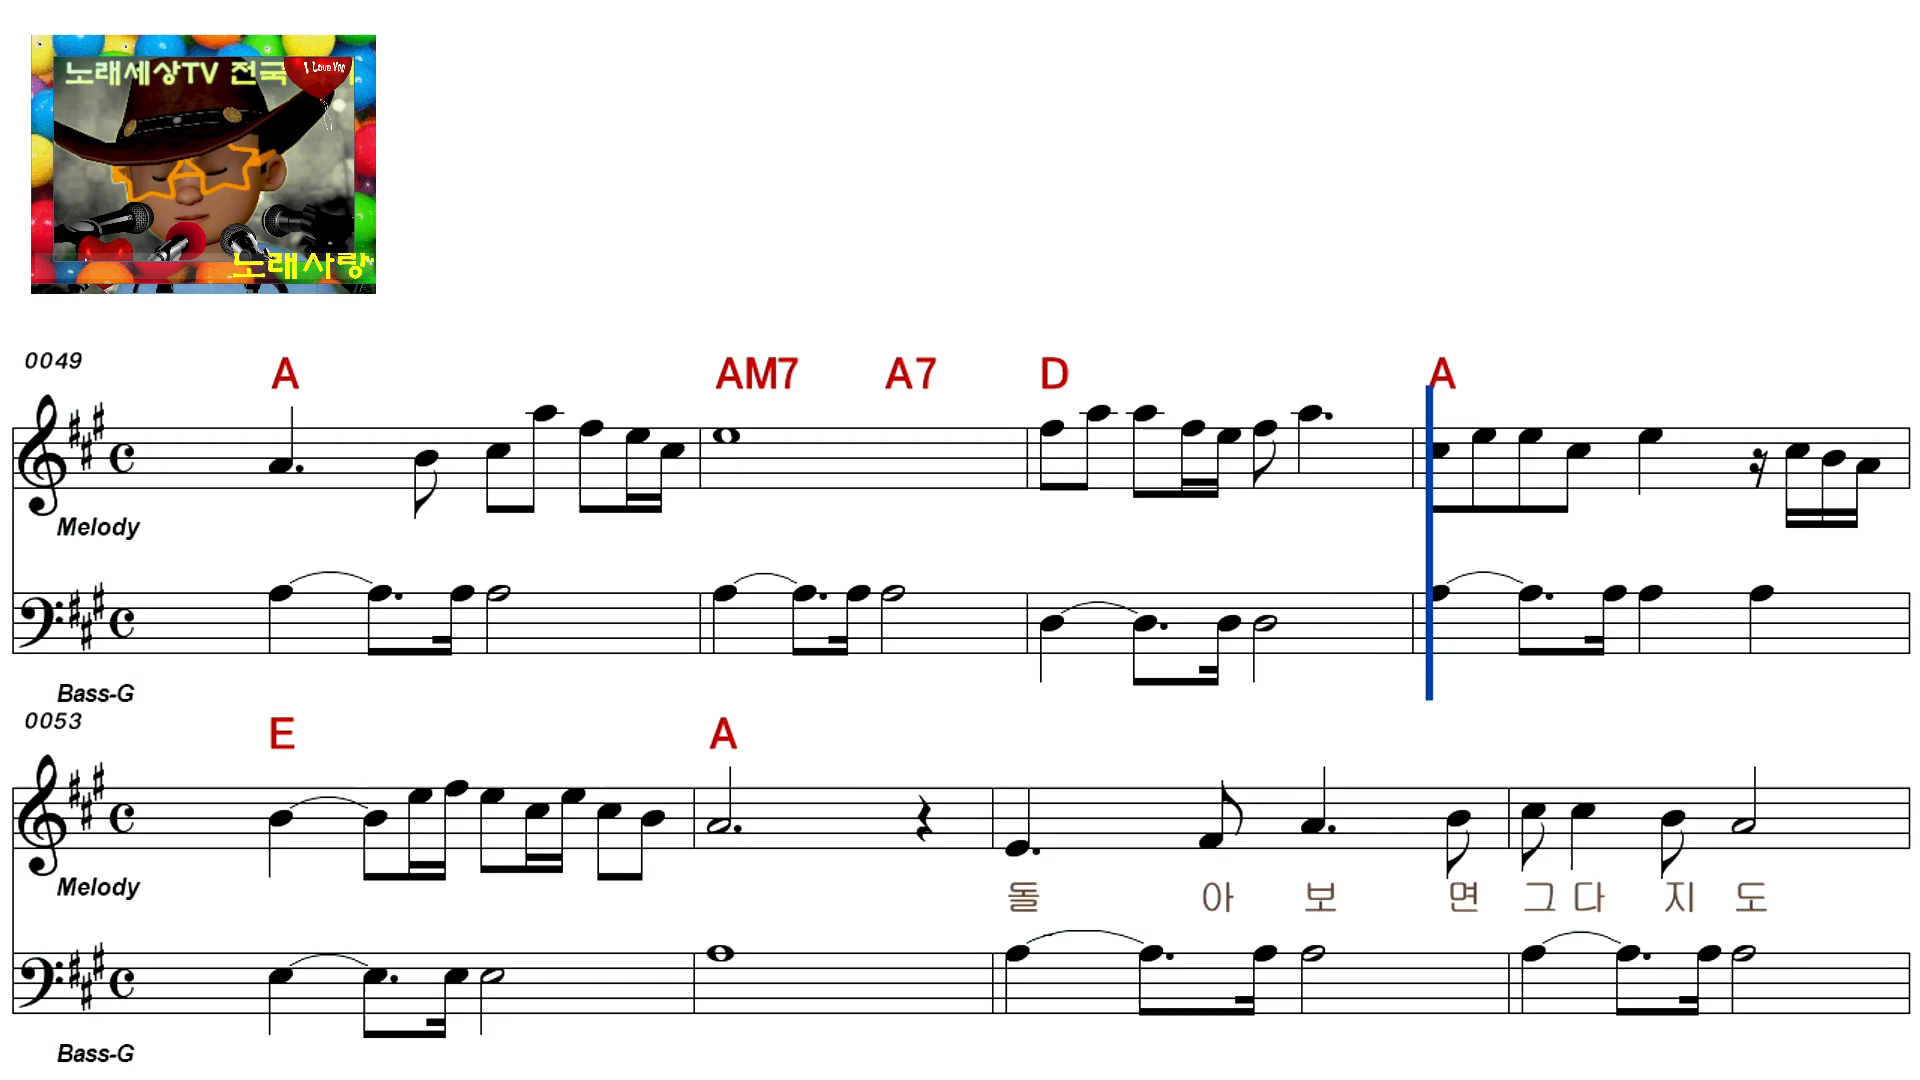 노래세상TV 전국
I Love You
노래사랑
0049
A AM7 A7 D A
Melody
Bass-G
0053
E A
Melody
돌 아 보 면 그 다 지 도
Bass-G